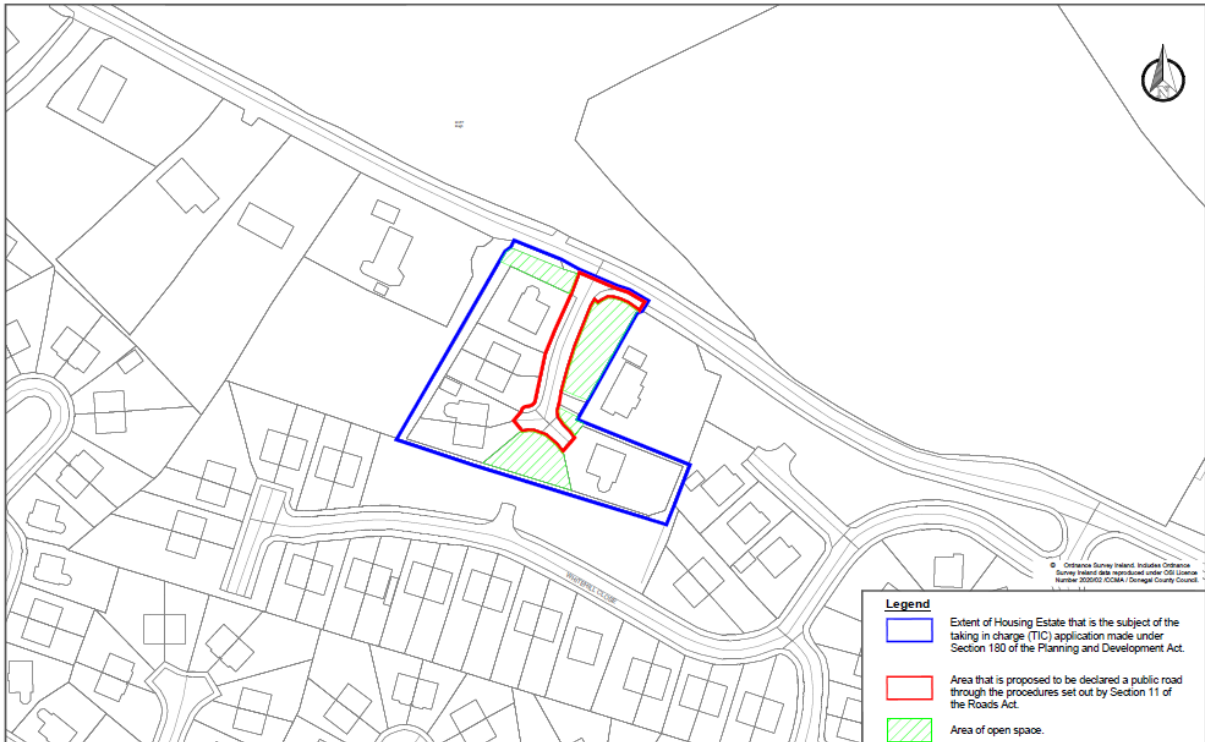 N
WHITEHILL CLOSE
© Ordnance Survey Ireland. Includes Ordnance
Survey Ireland data reproduced under OSi Licence
Number 2020/02 /CCMA / Donegal County Council.
Legend
Extent of Housing Estate that is the subject of the
taking in charge (TIC) application made under
Section 180 of the Planning and Development Act.
Area that is proposed to be declared a public road
through the procedures set out by Section 11 of
the Roads Act.
Area of open space.